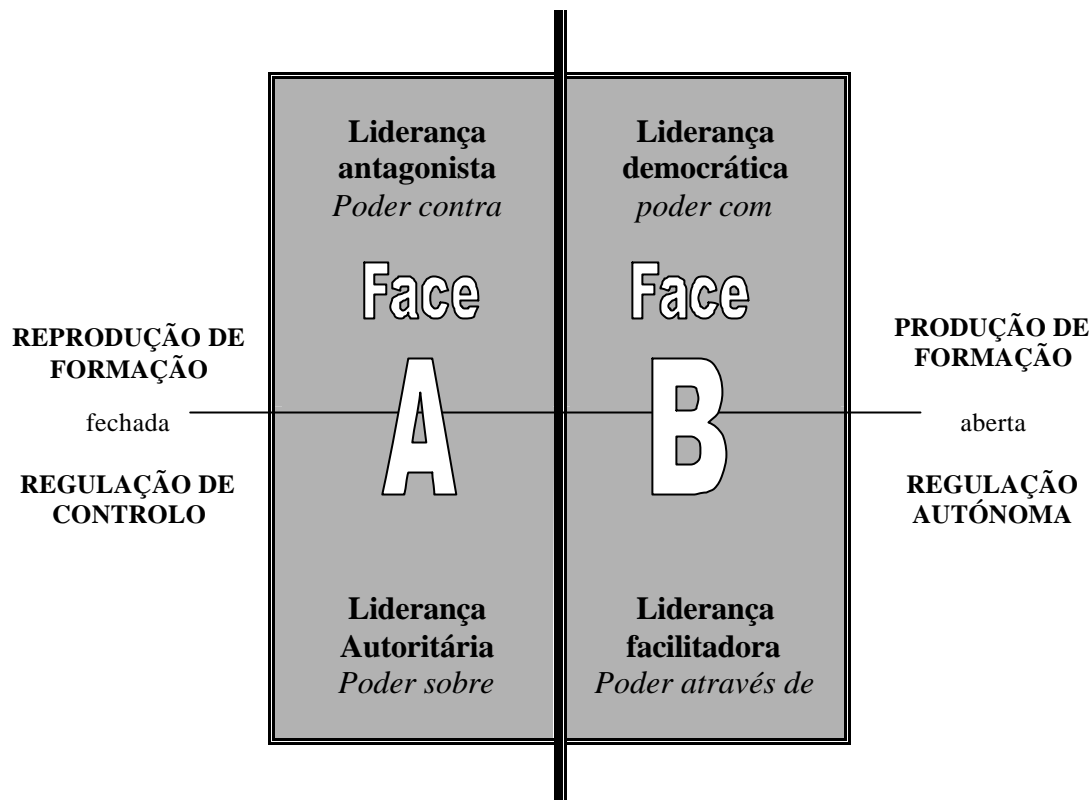 Liderança
antagonista
Poder contra
Liderança
democrática
poder com
Face
A
Face
B
REPRODUÇÃO DE
FORMAÇÃO
fechada
REGULAÇÃO DE
CONTROLO
PRODUÇÃO DE
FORMAÇÃO
aberta
REGULAÇÃO
AUTÓNOMA
Liderança
Autoritária
Poder sobre
Liderança
facilitadora
Poder através de